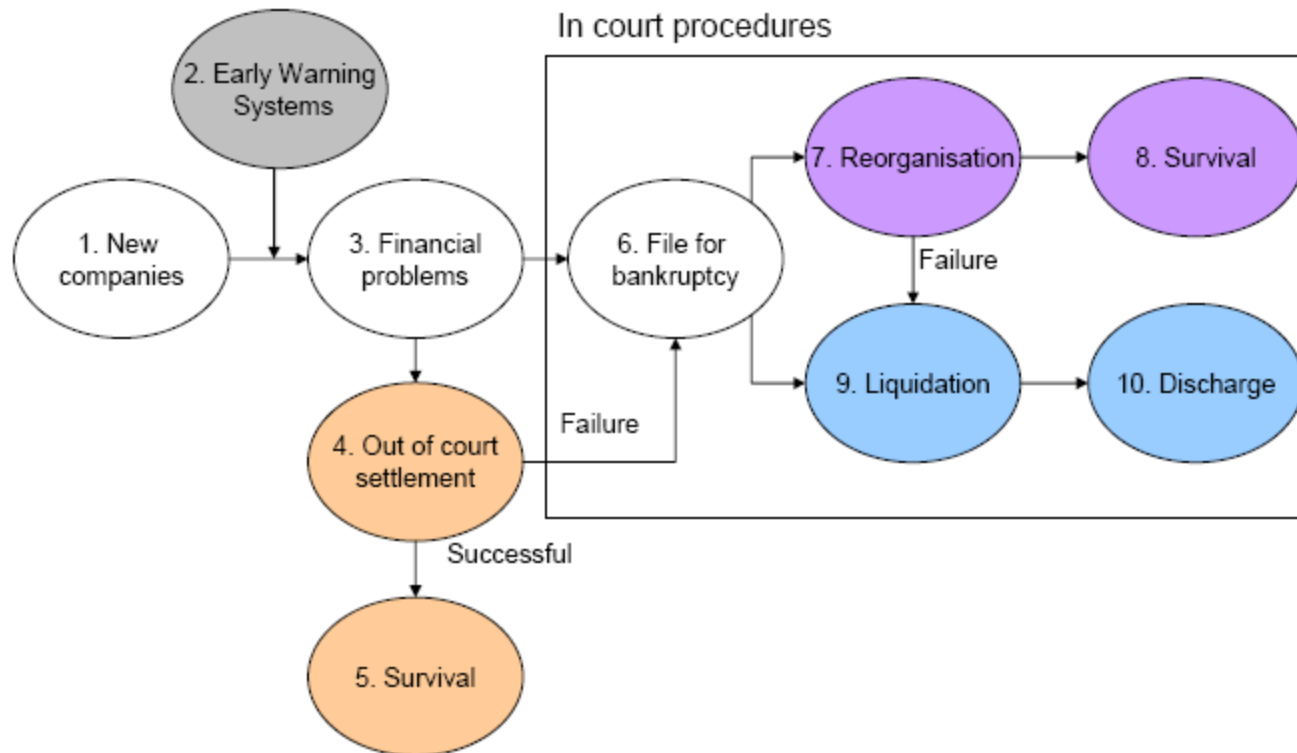 In court procedures
2. Early Warning
Systems
1. New
companies
3. Financial
problems
6. File for
bankruptcy
7. Reorganisation
8. Survival
Failure
9. Liquidation
10. Discharge
Failure
4. Out of court
settlement
Successful
5. Survival